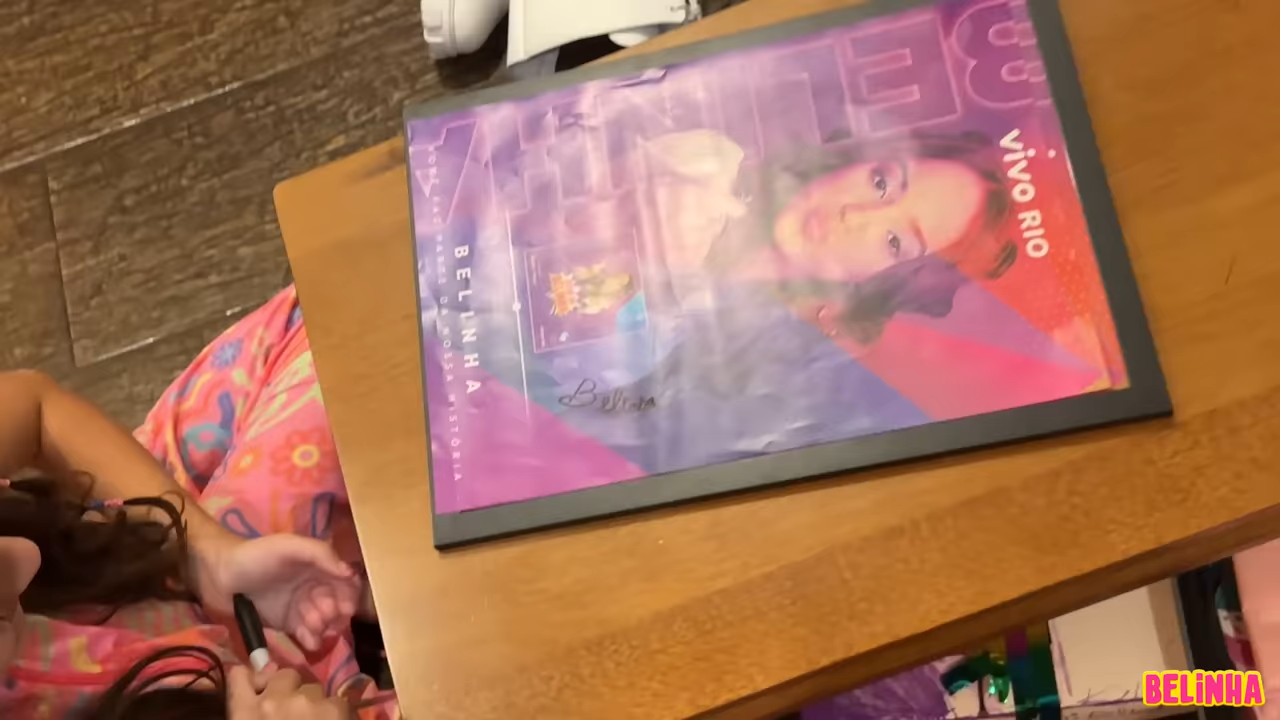 VIVO RIO
BELINHA
VOCÊ FAZ PARTE DA NOSSA HISTÓRIA
Belinha
BELINHA